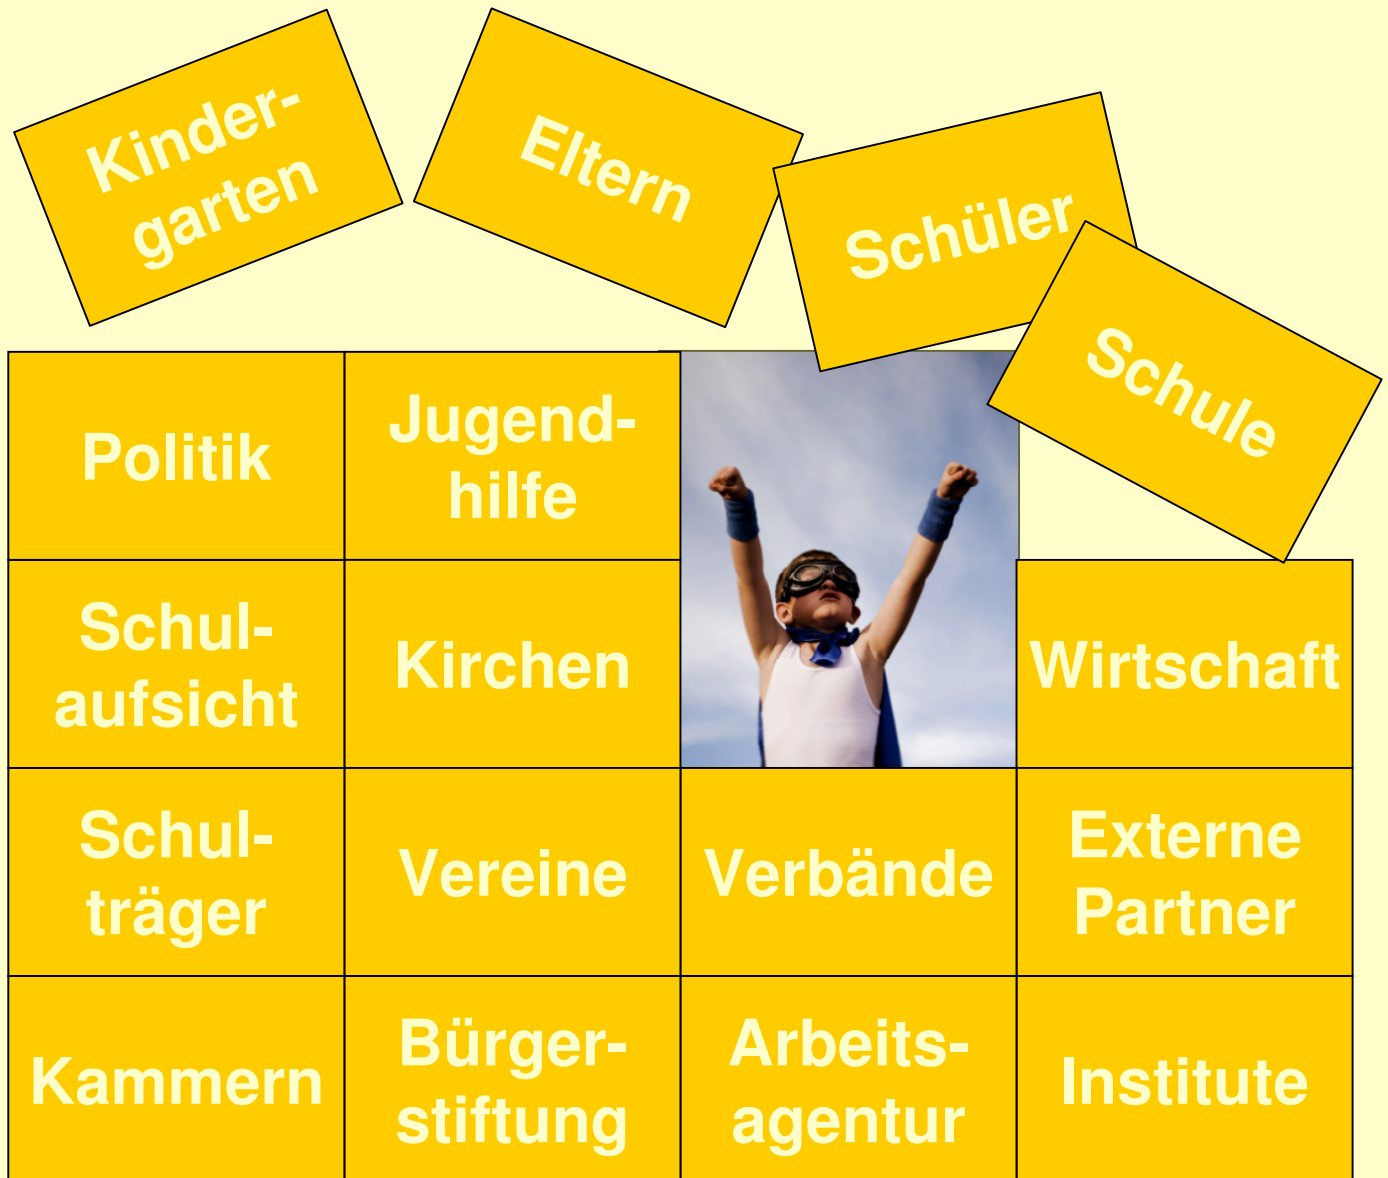 Kinder-
garten
Eltern
Schüler
Schule
Politik
Jugend-
hilfe
Schul-
aufsicht
Kirchen
Wirtschaft
Schul-
träger
Vereine
Verbände
Externe
Partner
Kammern
Bürger-
stiftung
Arbeits-
agentur
Institute